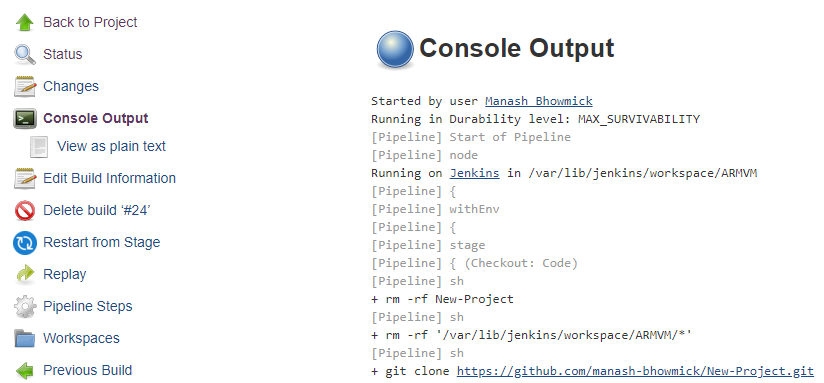 Back to Project
Status
Changes
Console Output
View as plain text
Edit Build Information
Delete build ‘#24’
Restart from Stage
Replay
Pipeline Steps
Workspaces
Previous Build
Console Output
Started by user Manash Bhowmick
Running in Durability level: MAX_SURVIVABILITY
[Pipeline] Start of Pipeline
[Pipeline] node
Running on Jenkins in /var/lib/jenkins/workspace/ARMVM
[Pipeline] {
[Pipeline] withEnv
[Pipeline] {
[Pipeline] stage
[Pipeline] { (Checkout: Code)
[Pipeline] sh
+ rm -rf New-Project
[Pipeline] sh
+ rm -rf '/var/lib/jenkins/workspace/ARMVM/*'
[Pipeline] sh
+ git clone https://github.com/manash-bhowmick/New-Project.git